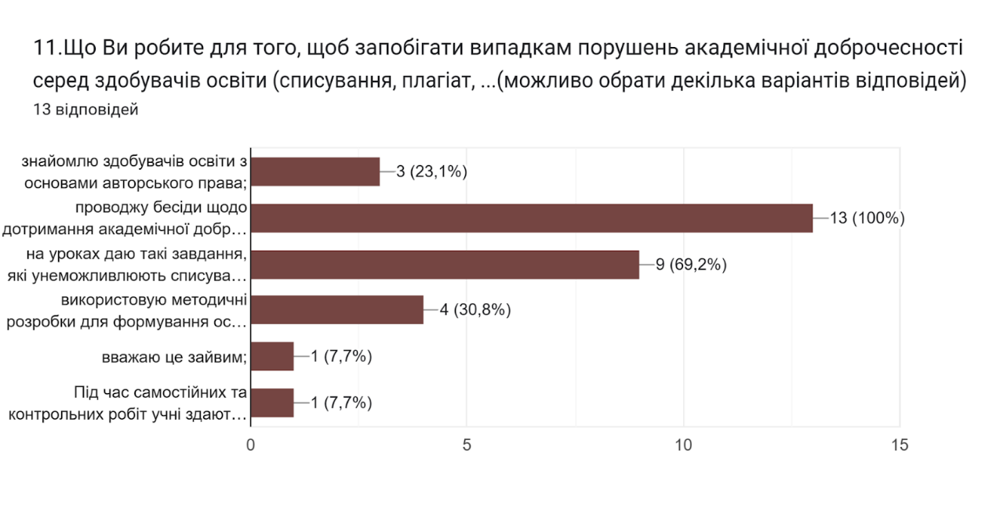 11.Що Ви робите для того, щоб запобігати випадкам порушень академічної доброчесності
серед здобувачів освіти (списування, плагіат, ...(можливо обрати декілька варіантів відповідей)
13 відповідей
знайомлю здобувачів освіти з
основами авторського права;
3 (23,1%)
проводжу бесіди щодо
дотримання академічної добр…
13 (100%)
на уроках даю такі завдання,
які унеможливлюють списува…
9 (69,2%)
використовую методичні
розробки для формування ос…
4 (30,8%)
вважаю це зайвим;
1 (7,7%)
Під час самостійних та
контрольних робіт учні здают…
1 (7,7%)
0 5 10 15